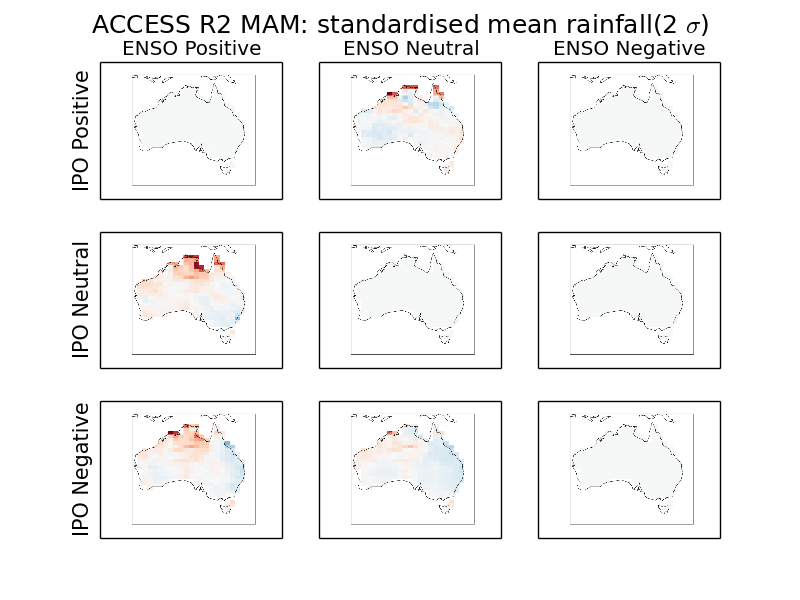 ACCESS R2 MAM: standardised mean rainfall(2 σ)
ENSO Positive
ENSO Neutral
ENSO Negative
IPO Positive
IPO Neutral
IPO Negative